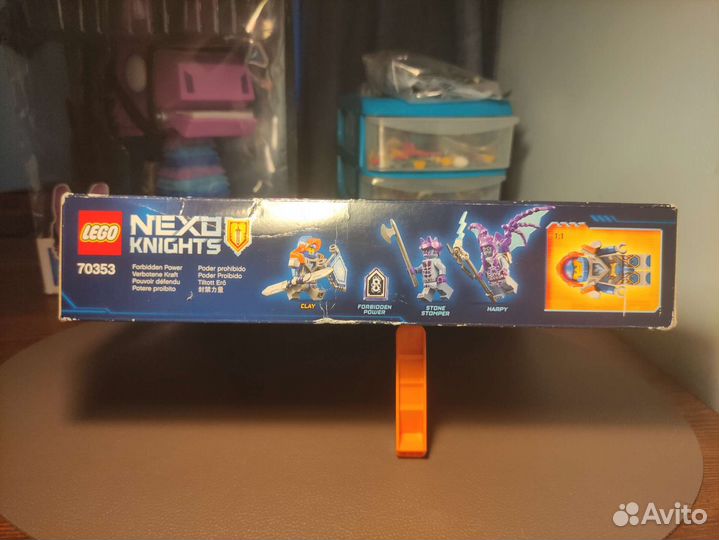 LEGO
NEXO
KNIGHTS
70353
Forbidden Power
Verbotene Kraft
Pouvoir défendu
Potere proibito
Poder prohibido
Poder Proibido
Tiltott Erő
封禁力量
CLAY
FORBIDDEN
POWER
STONE
STOMPER
HARPY
1:1
Avito